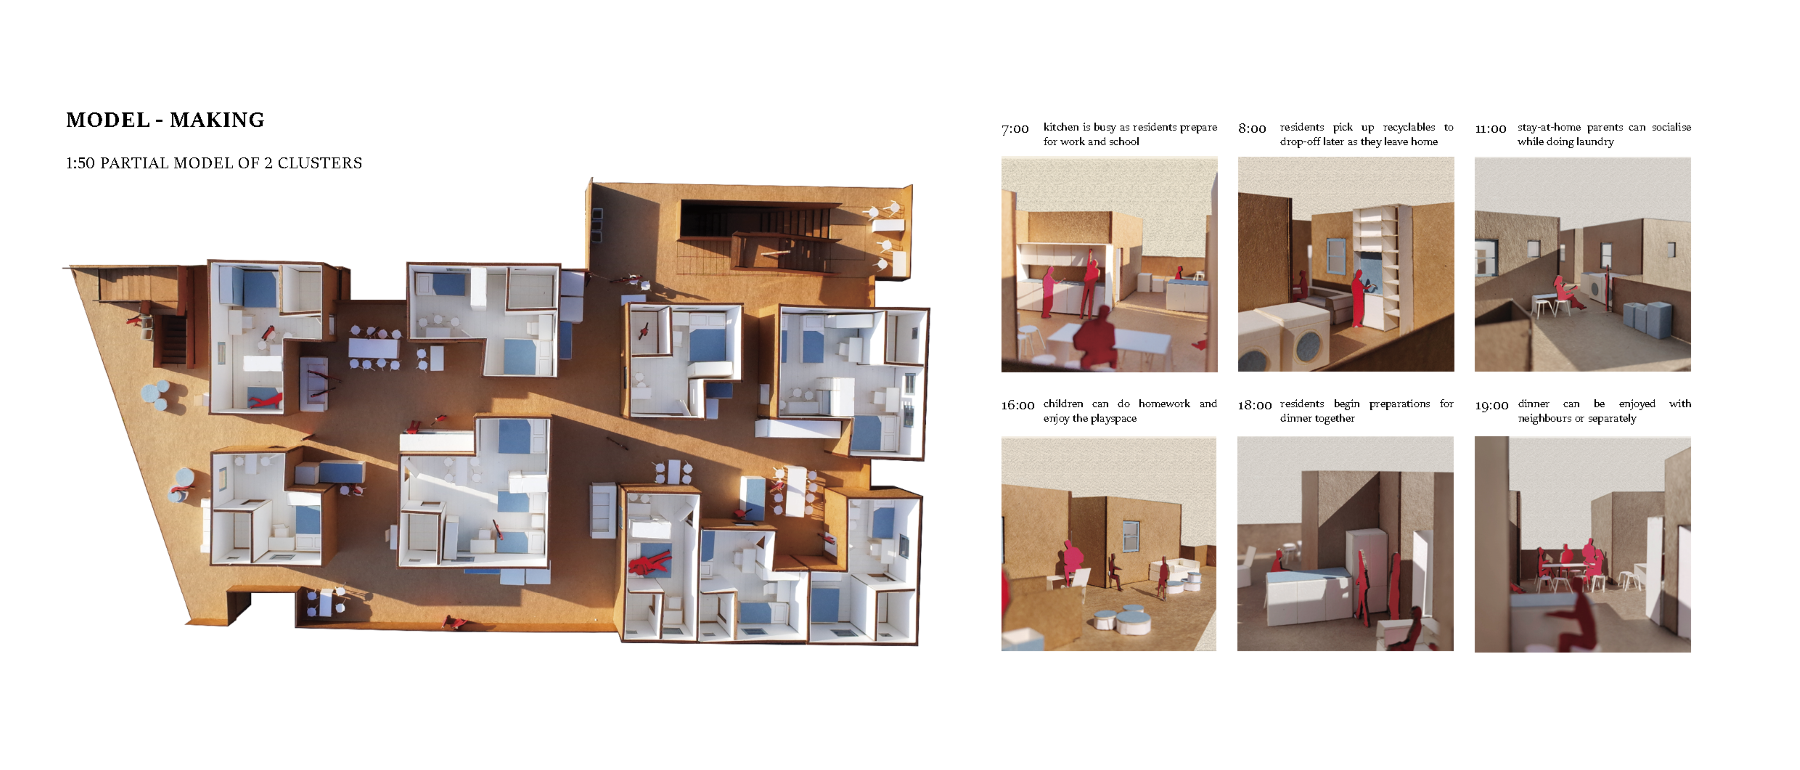 MODEL - MAKING
1:50 PARTIAL MODEL OF 2 CLUSTERS
7:00 kitchen is busy as residents prepare
for work and school
8:00 residents pick up recyclables to
drop-off later as they leave home
11:00 stay-at-home parents can socialise
while doing laundry
16:00 children can do homework and
enjoy the playspace
18:00 residents begin preparations for
dinner together
19:00 dinner can be enjoyed with
neighbours or separately